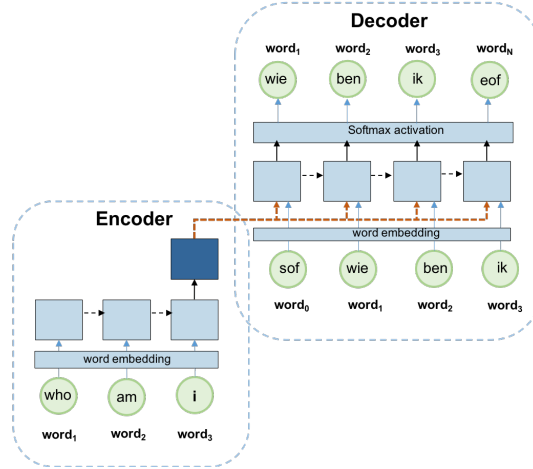 Decoder
word₁ word₂ word₃ word_N
wie ben ik eof
Softmax activation
word embedding
sof wie ben ik
word₀ word₁ word₂ word₃
Encoder
word embedding
who am i
word₁ word₂ word₃